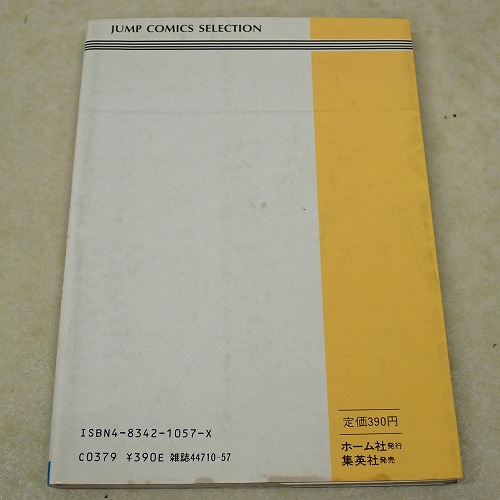 JUMP COMICS SELECTION
定価390円
ISBN4-8342-1057-X
C0379 ¥390E 雑誌44710-57
ホーム社発行
集英社発売